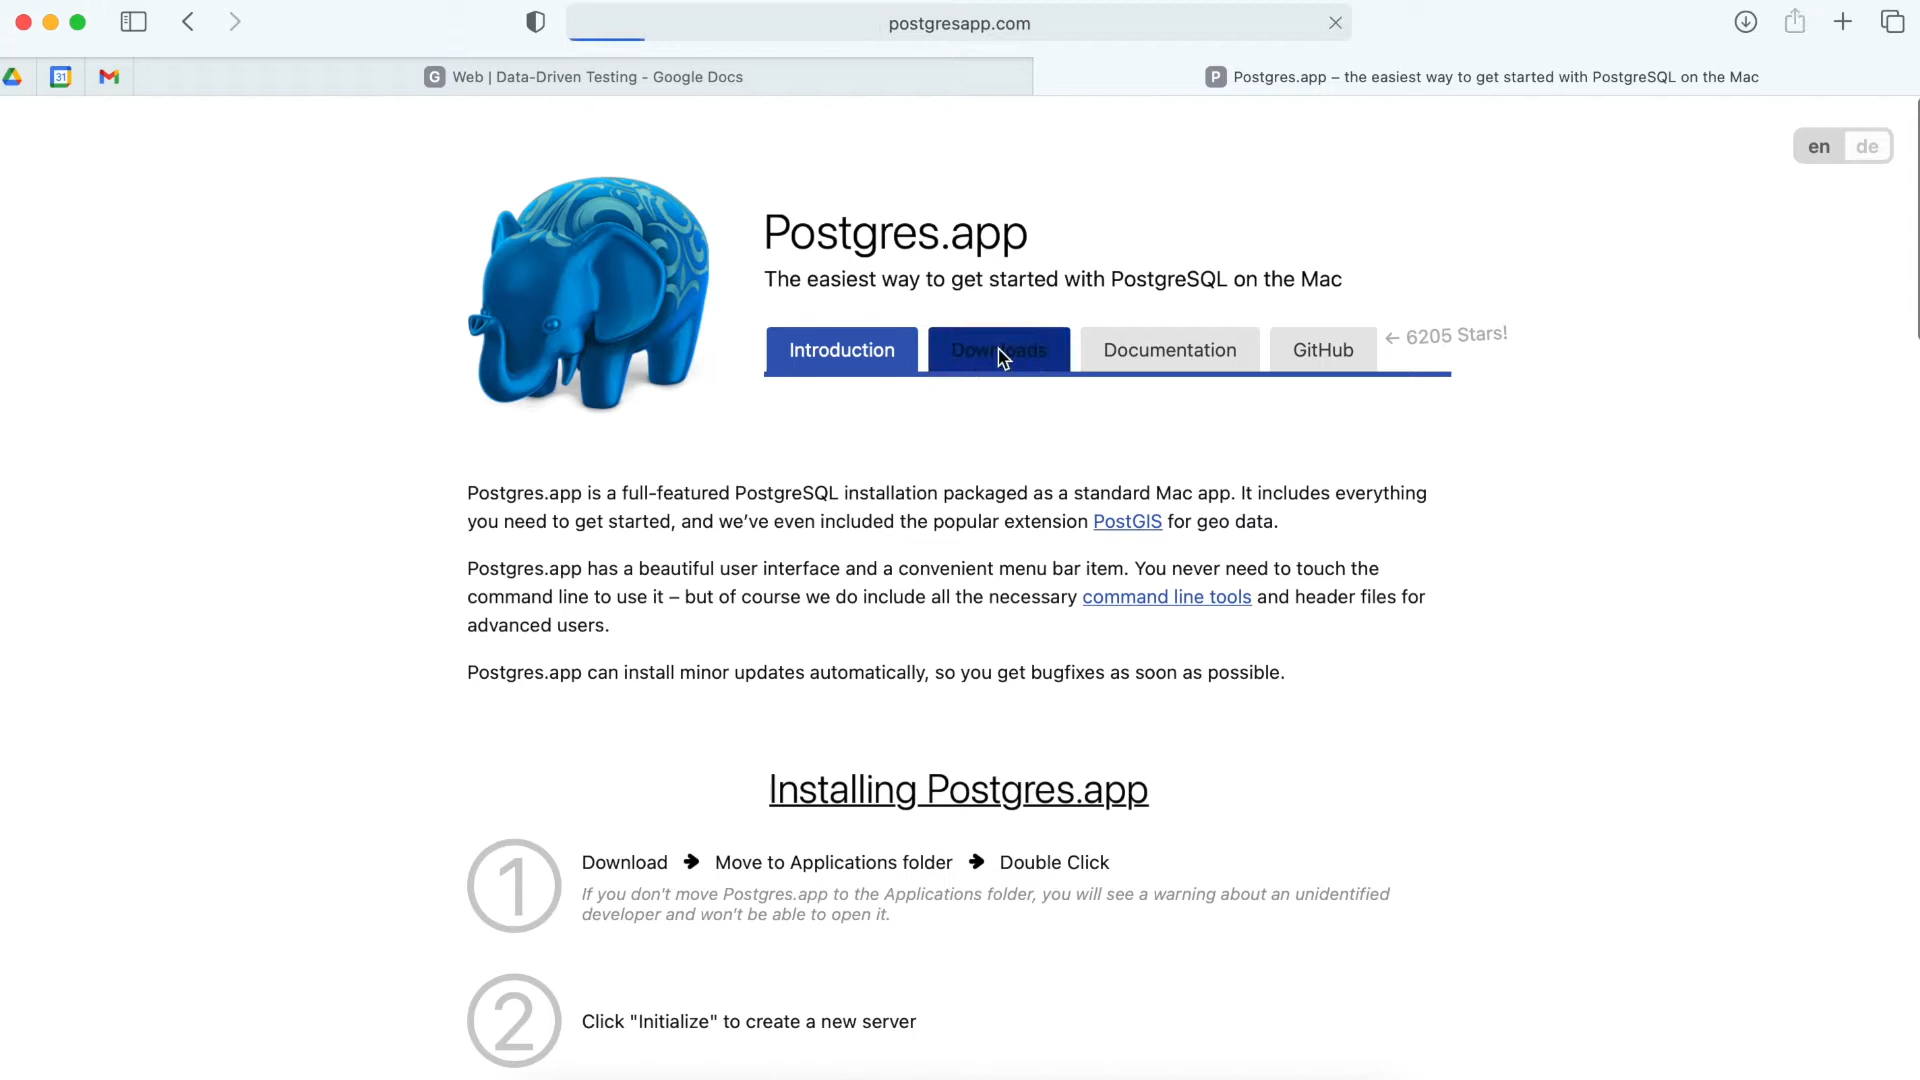 postgresapp.com
31
G Web | Data-Driven Testing - Google Docs
P Postgres.app – the easiest way to get started with PostgreSQL on the Mac
en de
Postgres.app
The easiest way to get started with PostgreSQL on the Mac
Introduction Downloads Documentation GitHub ← 6205 Stars!
Postgres.app is a full-featured PostgreSQL installation packaged as a standard Mac app. It includes everything
you need to get started, and we’ve even included the popular extension PostGIS for geo data.
Postgres.app has a beautiful user interface and a convenient menu bar item. You never need to touch the
command line to use it – but of course we do include all the necessary command line tools and header files for
advanced users.
Postgres.app can install minor updates automatically, so you get bugfixes as soon as possible.
Installing Postgres.app
1 Download → Move to Applications folder → Double Click
If you don't move Postgres.app to the Applications folder, you will see a warning about an unidentified
developer and won't be able to open it.
2 Click "Initialize" to create a new server